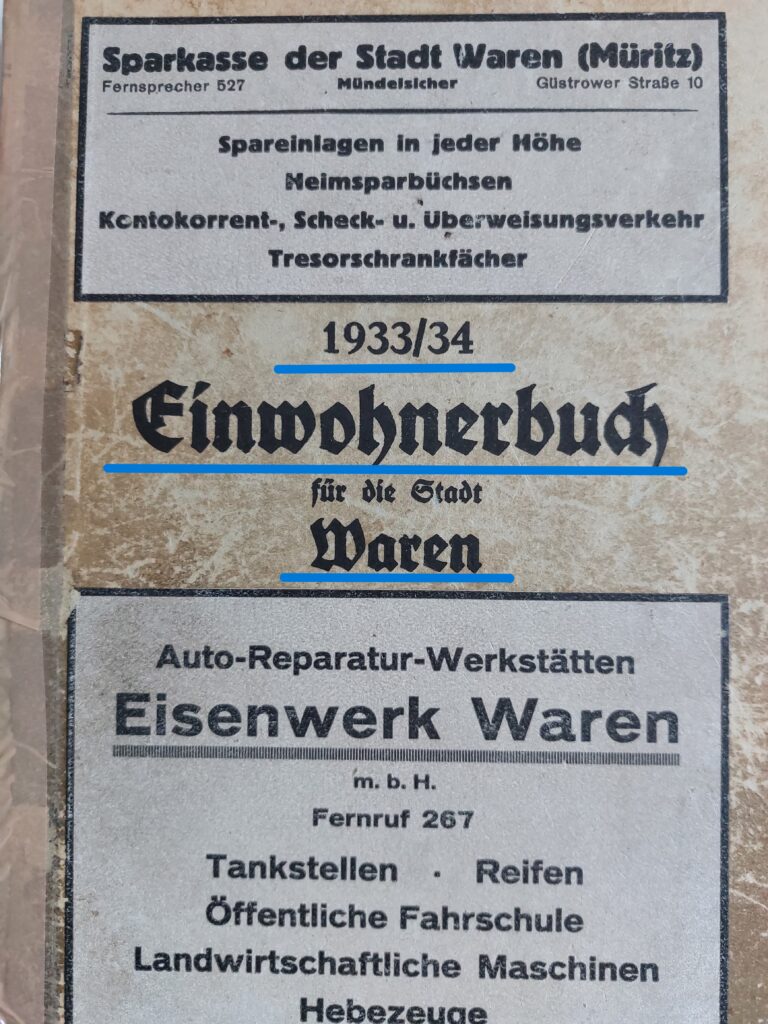 Sparkasse der Stadt Waren (Müritz)
Fernsprecher 527 Mündelsicher Güstrower Straße 10
Spareinlagen in jeder Höhe
Heimsparbüchsen
Kontokorrent-, Scheck- u. Überweisungsverkehr
Tresorschrankfächer
1933/34
Einwohnerbuch
für die Stadt
Waren
Auto-Reparatur-Werkstätten
Eisenwerk Waren
m. b. H.
Fernruf 267
Tankstellen · Reifen
Öffentliche Fahrschule
Landwirtschaftliche Maschinen
Hebezeuge